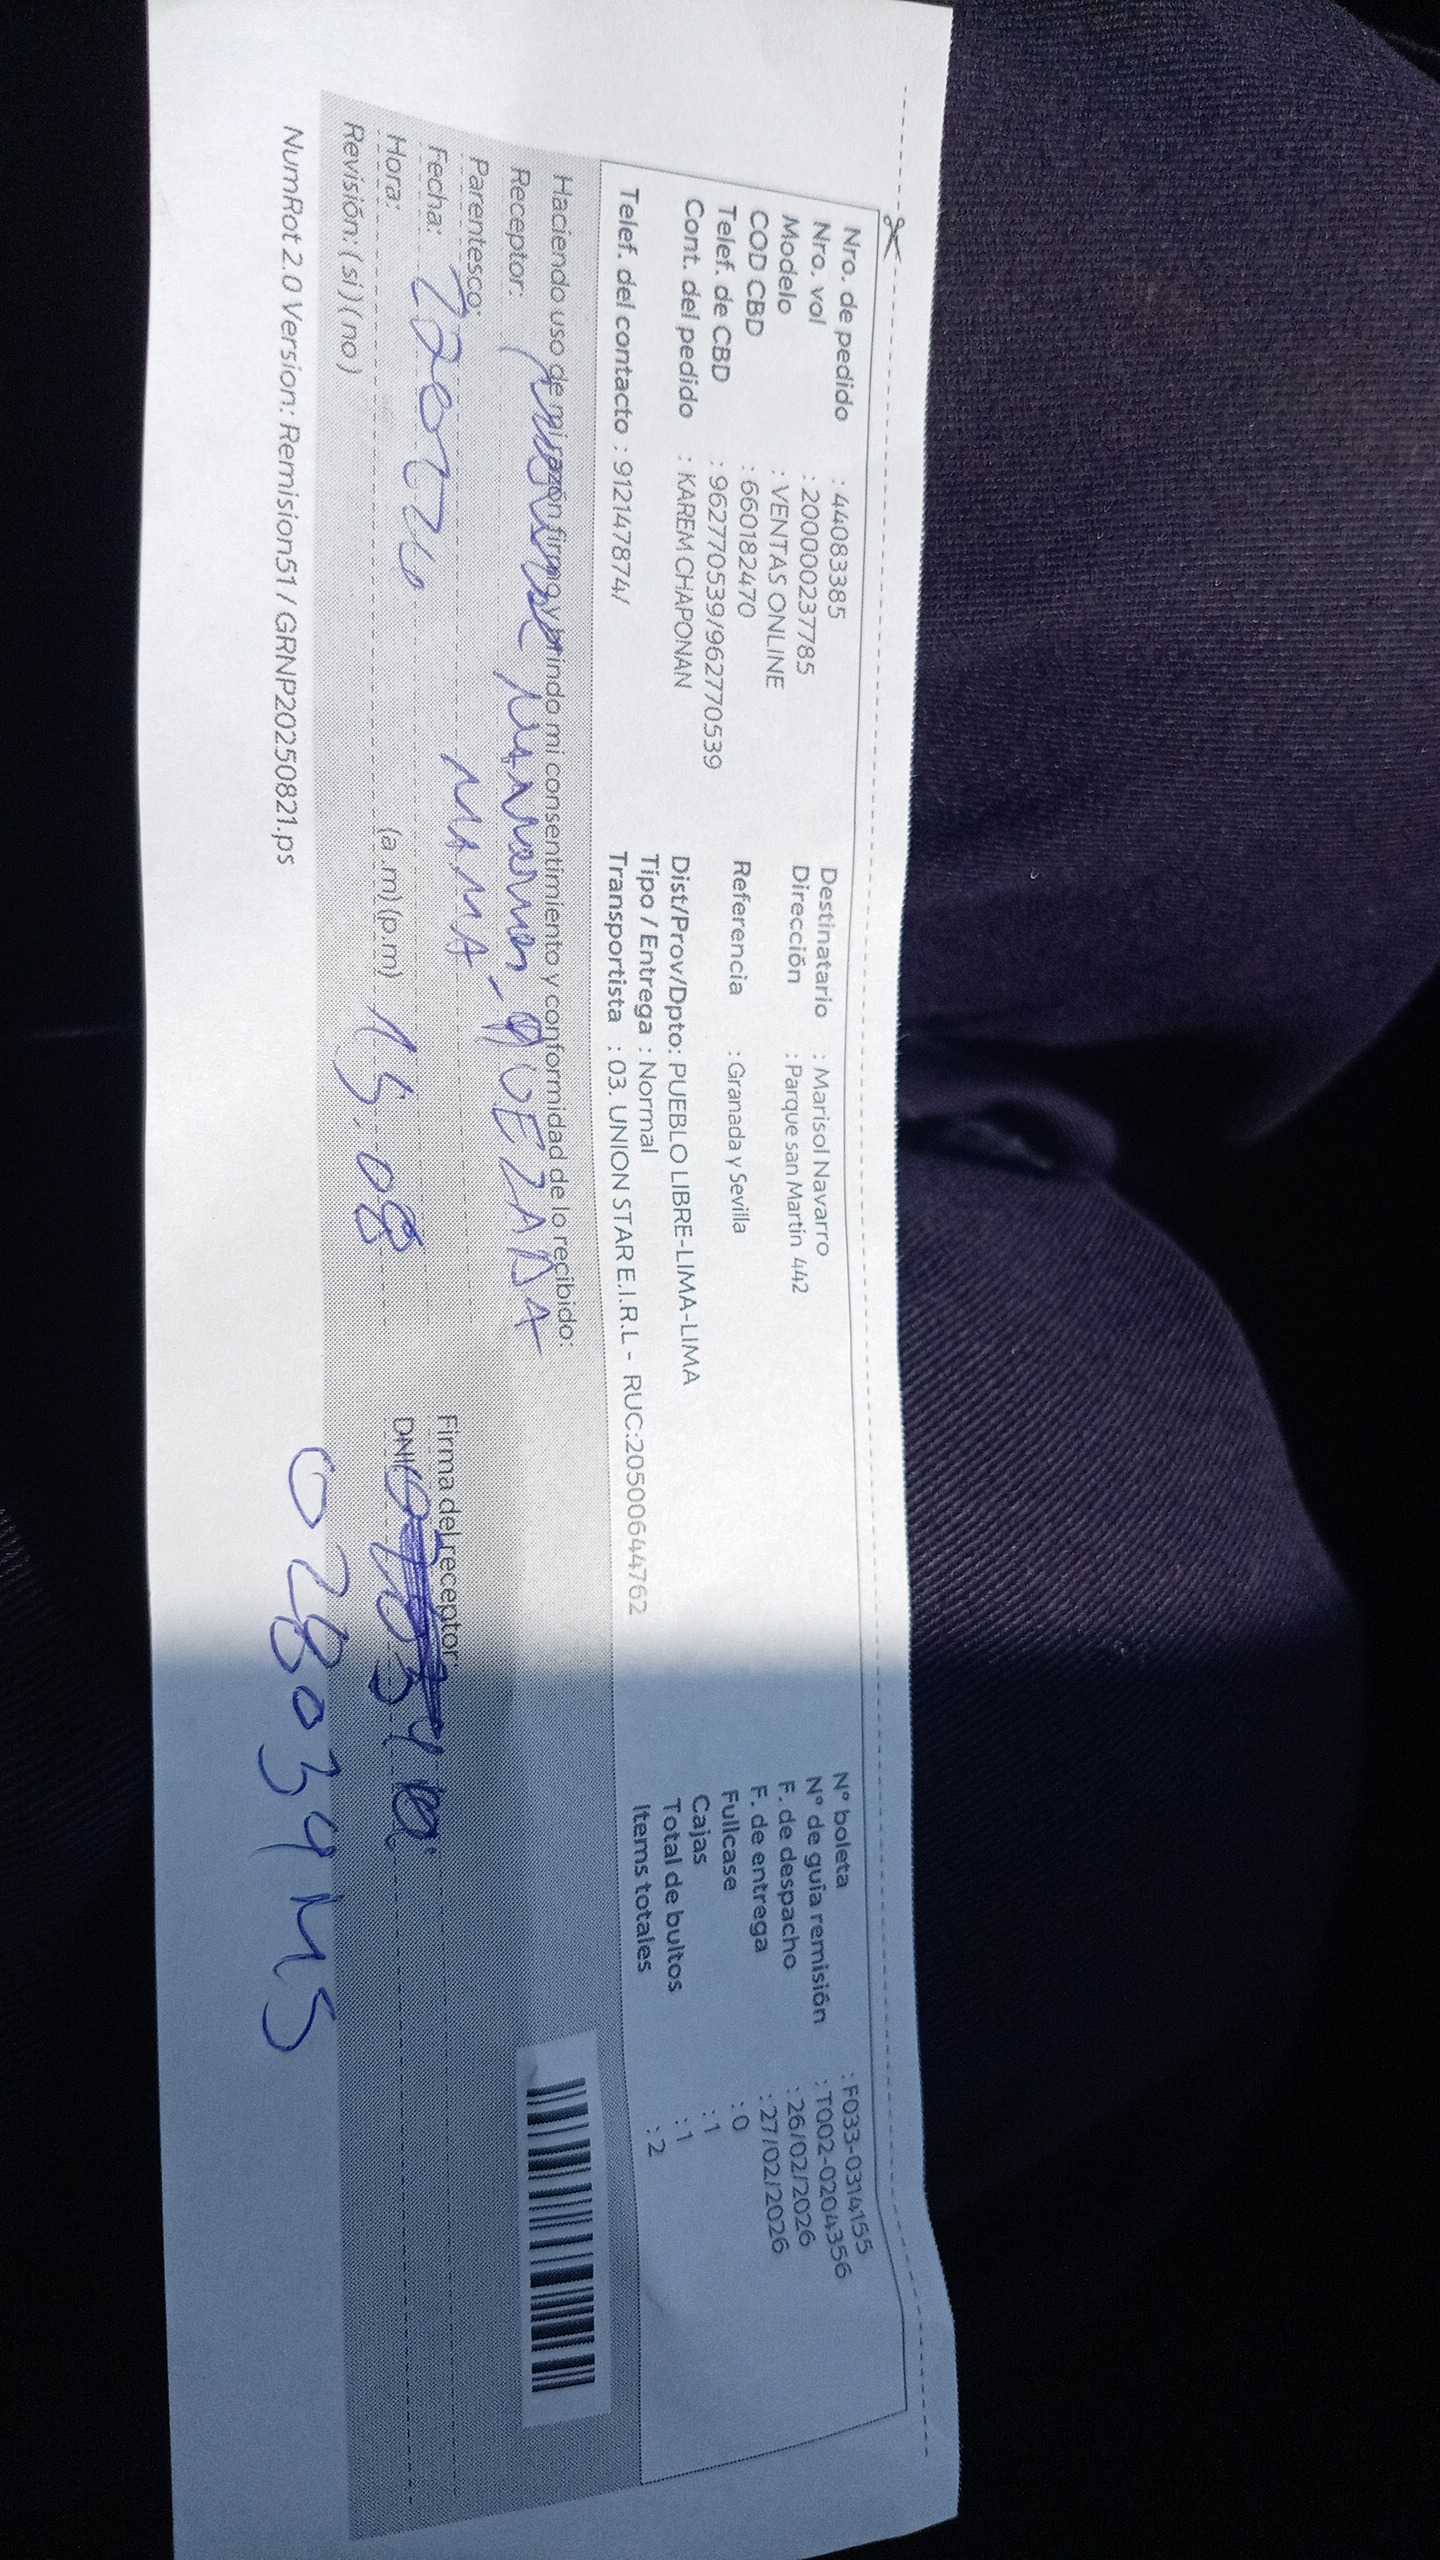 Nro. de pedido : 44083385
Nro. vol : 20000237785
Modelo : VENTAS ONLINE
COD CBD : 660182470
Telef. de CBD : 962770539/962770539
Cont. del pedido : KAREM CHAPONAN
Telef. del contacto : 912147874/
Destinatario : Marisol Navarro
Dirección : Parque san Martin 442
Referencia : Granada y Sevilla
Dist/Prov/Dpto: PUEBLO LIBRE-LIMA-LIMA
Tipo / Entrega : Normal
Transportista : 03. UNION STAR E.I.R.L - RUC:20500644762
N° boleta : F033-0314155
N° de guía remisión : T002-0204356
F. de despacho : 26/02/2026
F. de entrega : 27/02/2026
Fullcase : 0
Cajas : 1
Total de bultos : 1
Items totales : 2
Haciendo uso de mi razón firmo y brindo mi consentimiento y conformidad de lo recibido:
Receptor: QUEZADA
Parentesco: MAMA
Fecha:
Hora: (a.m)(p.m) 15.08
Revisión: ( si ) ( no )
Firma del receptor:
DNI
NumRot 2.0 Version: Remision51 / GRNP20250821.ps